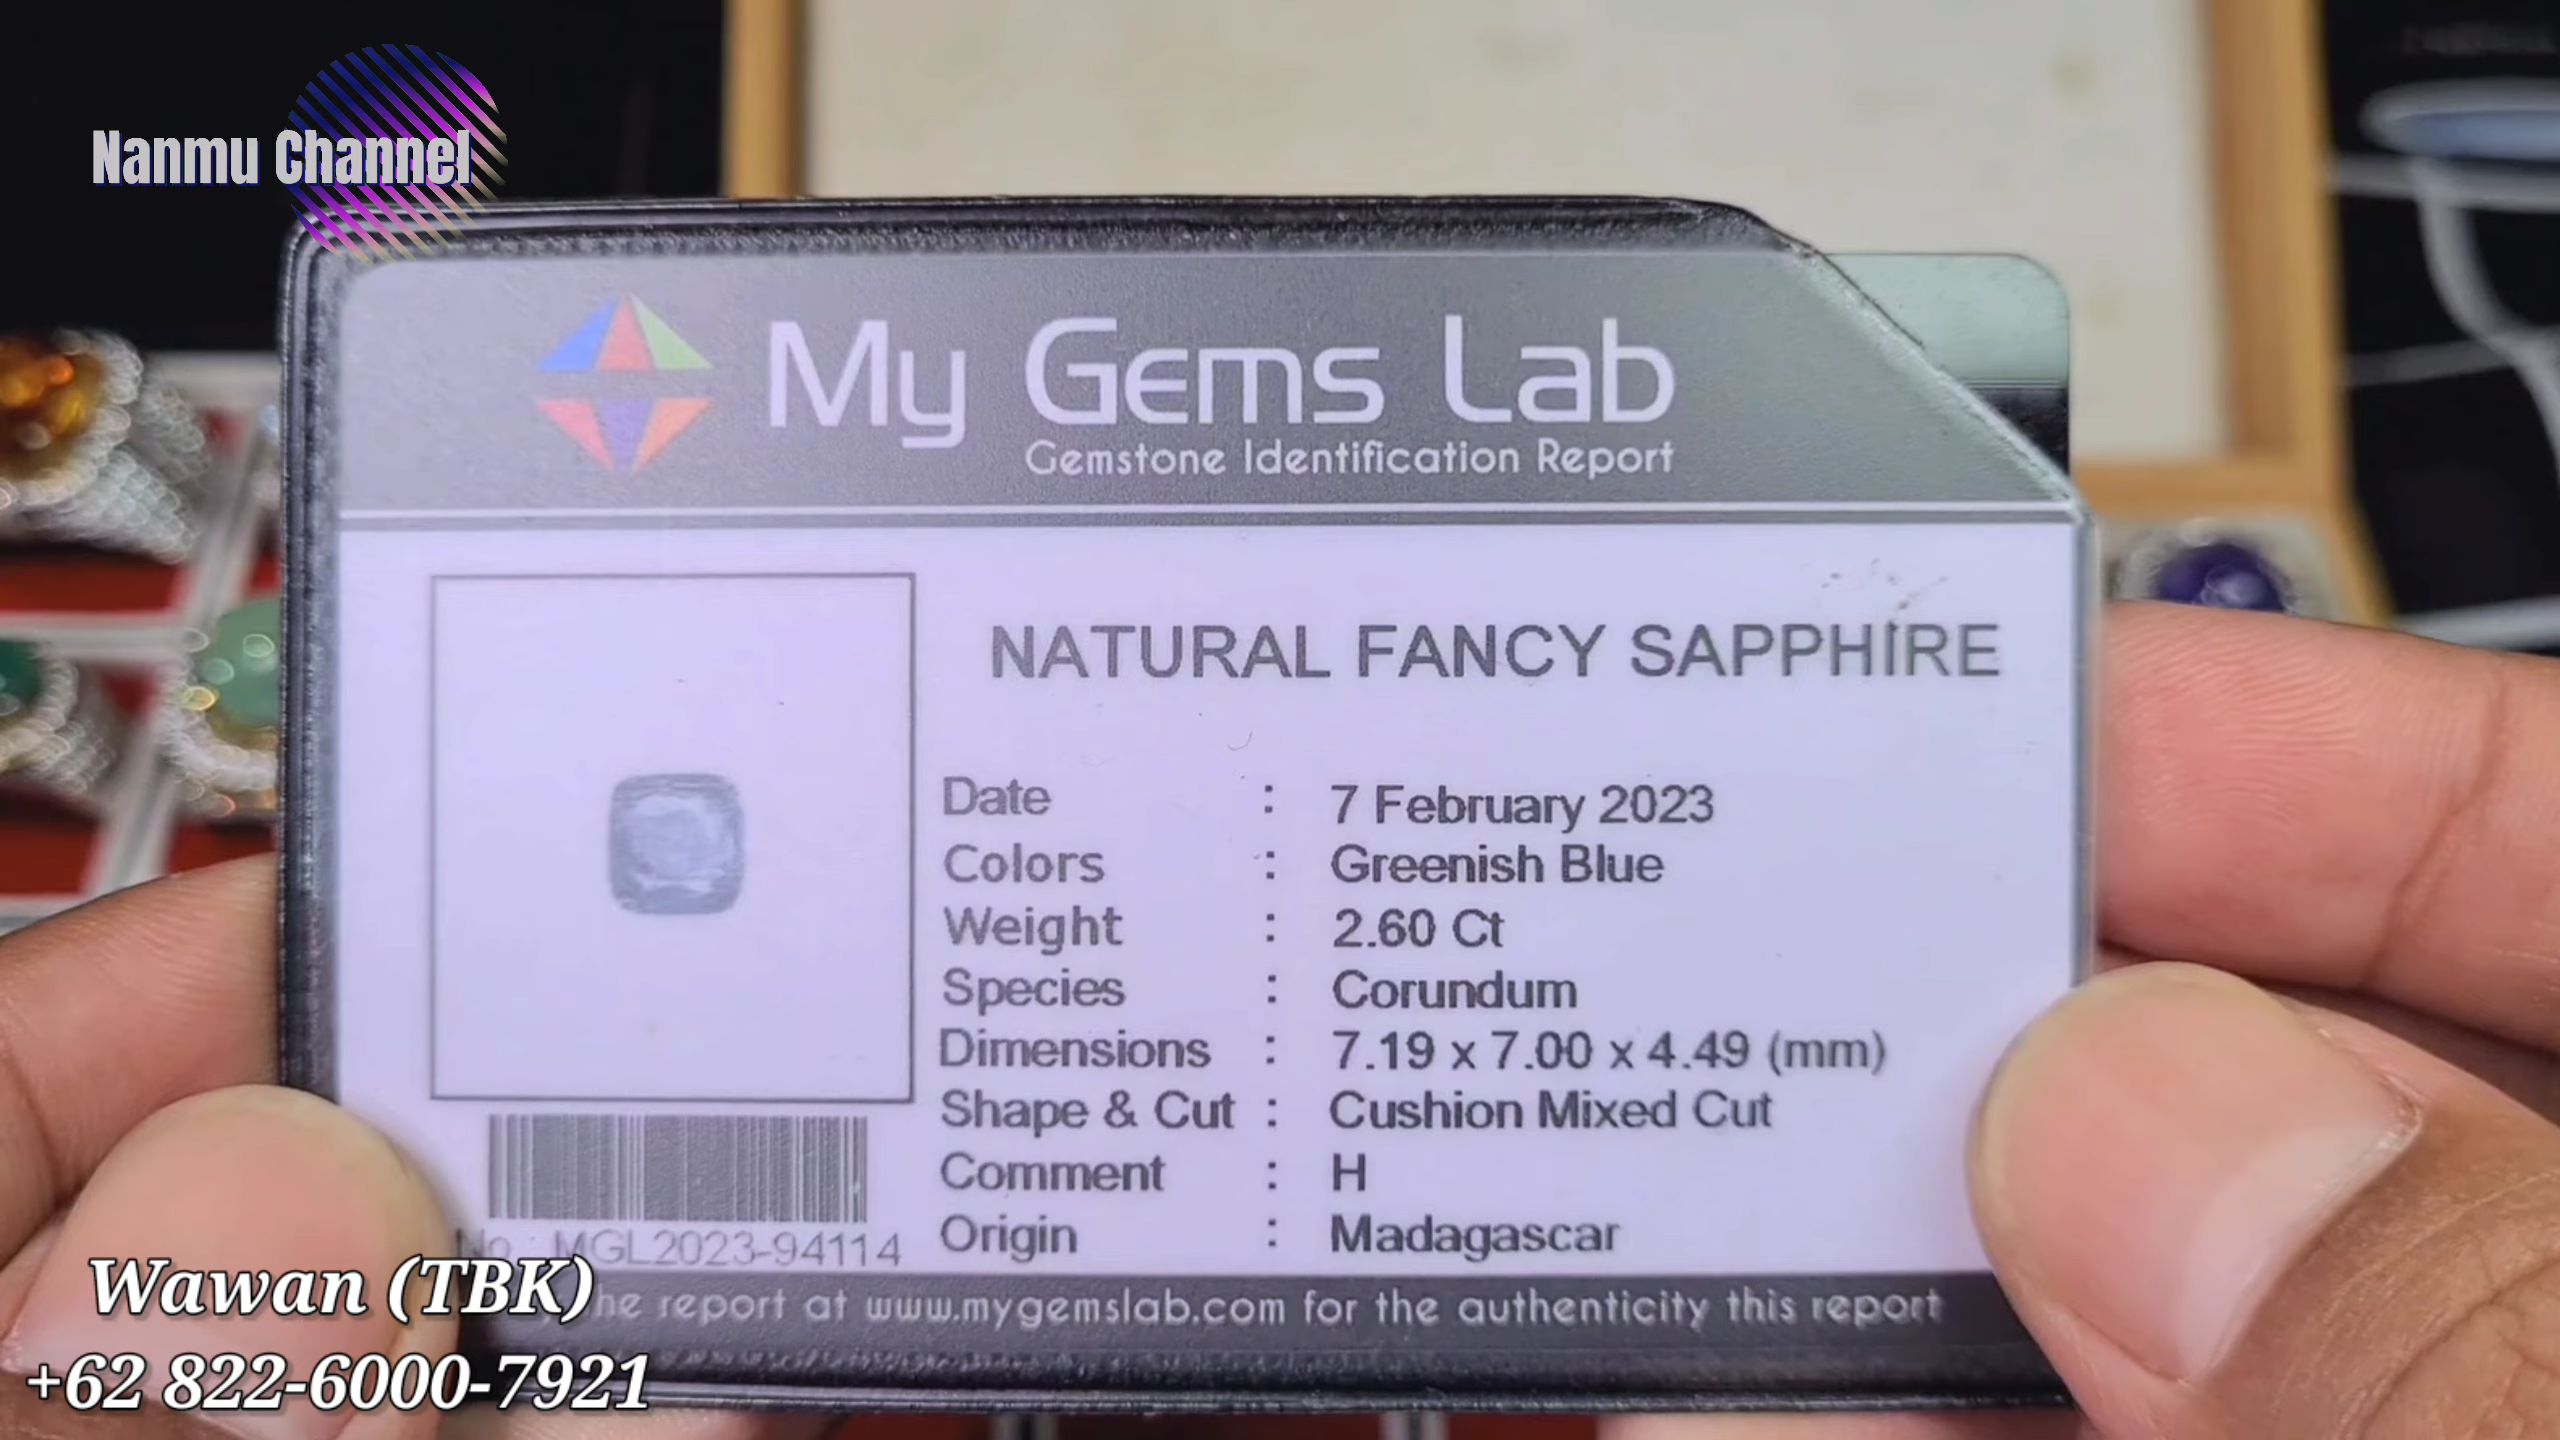 Nanmu Channel
My Gems Lab
Gemstone Identification Report
NATURAL FANCY SAPPHIRE
Date : 7 February 2023
Colors : Greenish Blue
Weight : 2.60 Ct
Species : Corundum
Dimensions : 7.19 x 7.00 x 4.49 (mm)
Shape & Cut : Cushion Mixed Cut
Comment : H
Origin : Madagascar
No : MGL2023-94114
report at www.mygemslab.com for the authenticity this report
Wawan (TBK)
+62 822-6000-7921